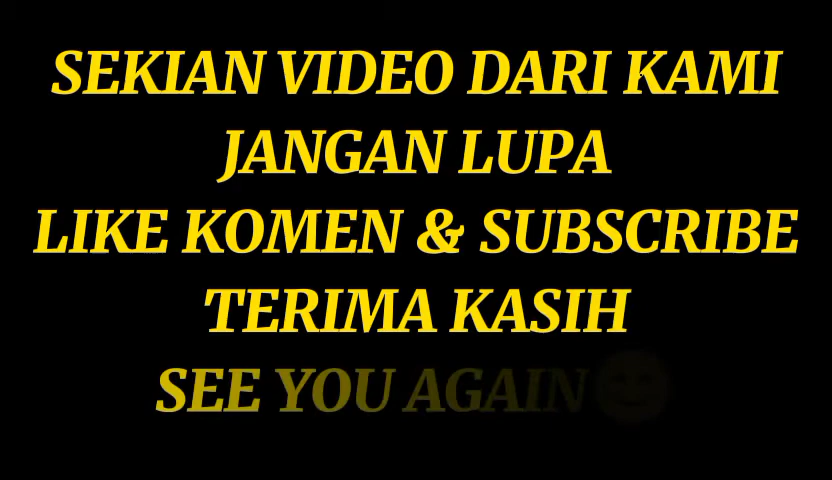 SEKIAN VIDEO DARI KAMI
JANGAN LUPA
LIKE KOMEN & SUBSCRIBE
TERIMA KASIH
SEE YOU AGAIN